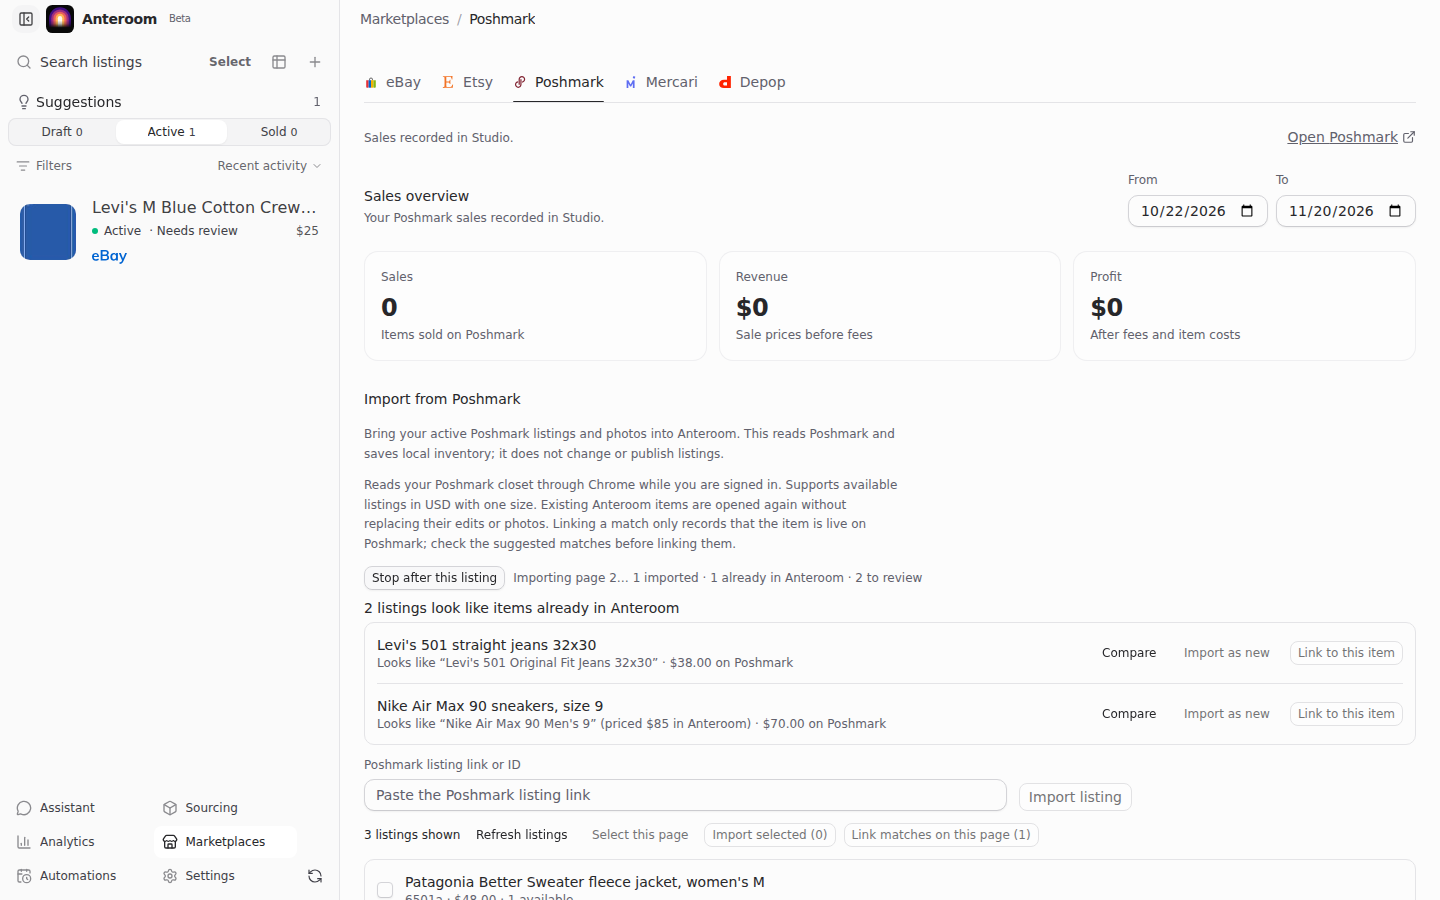 Anteroom Beta
Search listings Select
Suggestions 1
Draft 0 Active 1 Sold 0
Filters Recent activity
Levi's M Blue Cotton Crew...
Active · Needs review $25
eBay
Assistant Sourcing
Analytics Marketplaces
Automations Settings
Marketplaces / Poshmark
eBay Etsy Poshmark Mercari Depop
Sales recorded in Studio. Open Poshmark
Sales overview
Your Poshmark sales recorded in Studio.
From To
10/22/2026 11/20/2026
Sales Revenue Profit
0 $0 $0
Items sold on Poshmark Sale prices before fees After fees and item costs
Import from Poshmark
Bring your active Poshmark listings and photos into Anteroom. This reads Poshmark and
saves local inventory; it does not change or publish listings.
Reads your Poshmark closet through Chrome while you are signed in. Supports available
listings in USD with one size. Existing Anteroom items are opened again without
replacing their edits or photos. Linking a match only records that the item is live on
Poshmark; check the suggested matches before linking them.
Stop after this listing Importing page 2... 1 imported · 1 already in Anteroom · 2 to review
2 listings look like items already in Anteroom
Levi's 501 straight jeans 32x30
Looks like “Levi's 501 Original Fit Jeans 32x30” · $38.00 on Poshmark
Compare Import as new Link to this item
Nike Air Max 90 sneakers, size 9
Looks like “Nike Air Max 90 Men's 9” (priced $85 in Anteroom) · $70.00 on Poshmark
Compare Import as new Link to this item
Poshmark listing link or ID
Paste the Poshmark listing link Import listing
3 listings shown Refresh listings Select this page Import selected (0) Link matches on this page (1)
Patagonia Better Sweater fleece jacket, women's M
6501a · $48.00 · 1 available